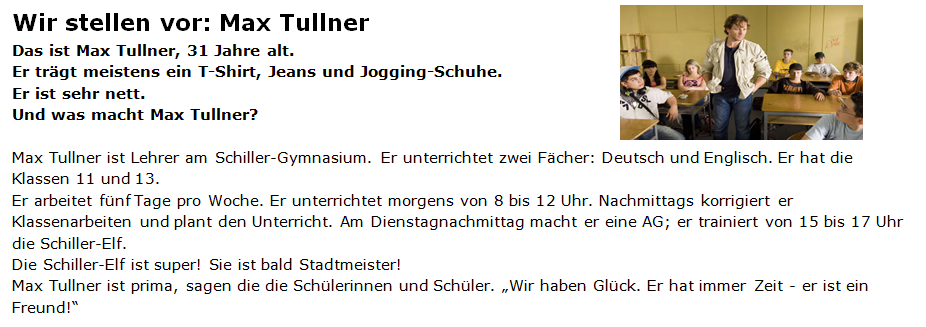 Wir stellen vor: Max Tullner
Das ist Max Tullner, 31 Jahre alt.
Er trägt meistens ein T-Shirt, Jeans und Jogging-Schuhe.
Er ist sehr nett.
Und was macht Max Tullner?
Max Tullner ist Lehrer am Schiller-Gymnasium. Er unterrichtet zwei Fächer: Deutsch und Englisch. Er hat die
Klassen 11 und 13.
Er arbeitet fünf Tage pro Woche. Er unterrichtet morgens von 8 bis 12 Uhr. Nachmittags korrigiert er
Klassenarbeiten und plant den Unterricht. Am Dienstagnachmittag macht er eine AG; er trainiert von 15 bis 17 Uhr
die Schiller-Elf.
Die Schiller-Elf ist super! Sie ist bald Stadtmeister!
Max Tullner ist prima, sagen die die Schülerinnen und Schüler. „Wir haben Glück. Er hat immer Zeit - er ist ein
Freund!“